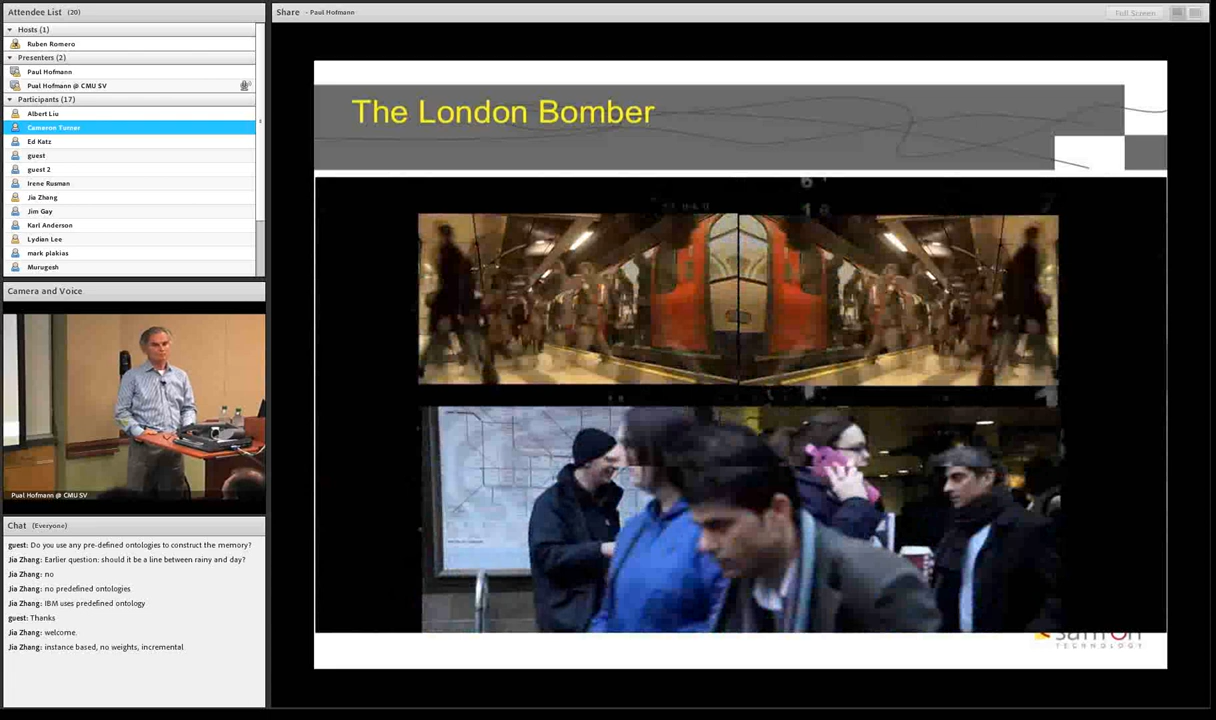 Attendee List (20)
Hosts (1)
Ruben Romero
Presenters (2)
Paul Hofmann
Pual Hofmann @ CMU SV
Participants (17)
Albert Liu
Cameron Turner
Ed Katz
guest
guest 2
Irene Rusman
Jia Zhang
Jim Gay
Karl Anderson
Lydian Lee
mark plakias
Murugesh
Camera and Voice
Pual Hofmann @ CMU SV
Chat (Everyone)
guest: Do you use any pre-defined ontologies to construct the memory?
Jia Zhang: Earlier question: should it be a line between rainy and day?
Jia Zhang: no
Jia Zhang: no predefined ontologies
Jia Zhang: IBM uses predefined ontology
guest: Thanks
Jia Zhang: welcome.
Jia Zhang: instance based, no weights, incremental
Share - Paul Hofmann
Full Screen
The London Bomber
saffron
TECHNOLOGY